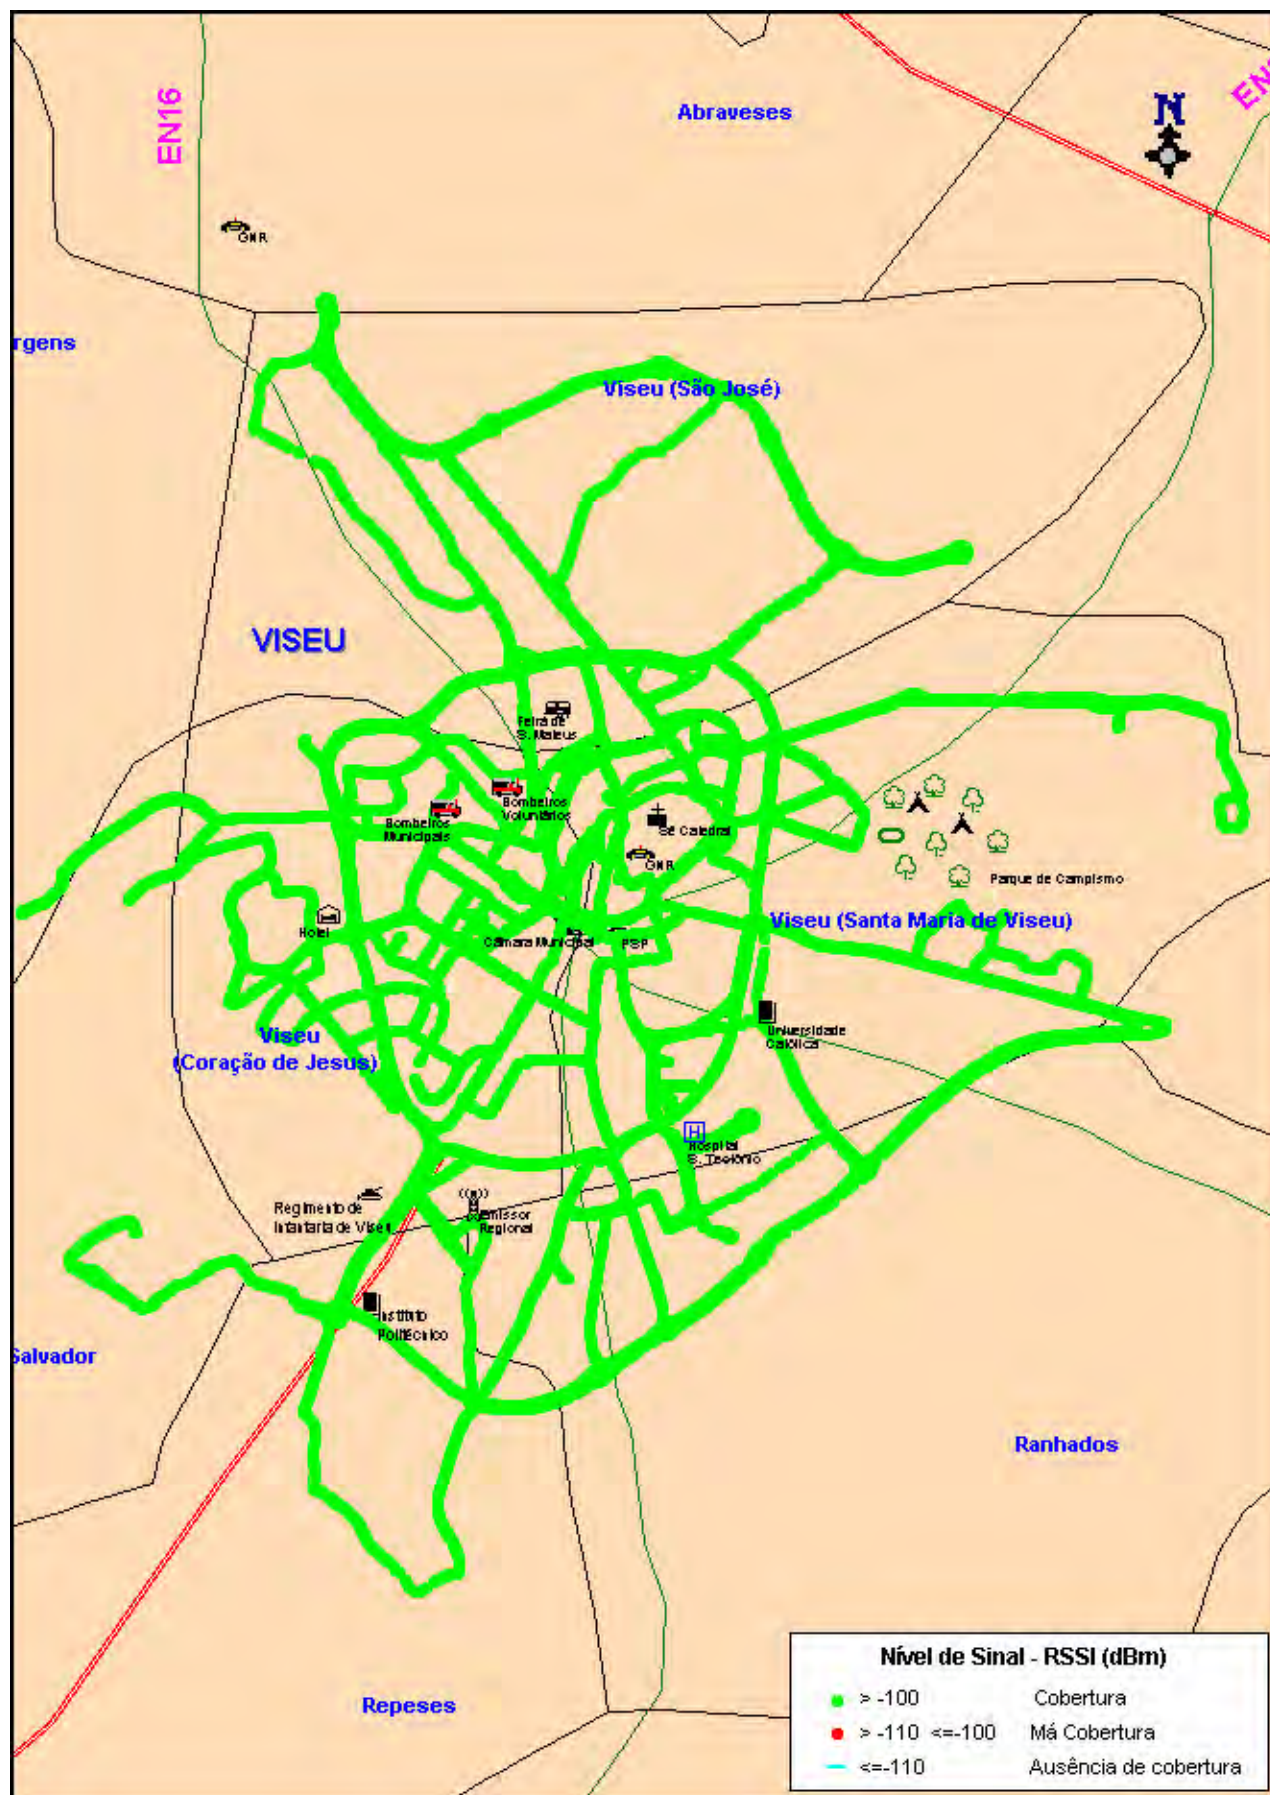 EN16
Abraveses
N
GNR
rgens
Viseu (São José)
VISEU
Feira de
S. Mateus
Bombeiros
Voluntários
Bombeiros
Municipais
Sé Catedral
GNR
Parque de Campismo
Hotel
Câmara Municipal
PSP
Viseu (Santa Maria de Viseu)
Universidade
Católica
Viseu
(Coração de Jesus)
H
Hospital
S. Teotónio
Regimento de
Infantaria de Viseu
Emissor
Regional
Instituto
Politécnico
Salvador
Ranhados
Repeses
Nível de Sinal - RSSI (dBm)
> -100 Cobertura
> -110 <=-100 Má Cobertura
<=-110 Ausência de cobertura